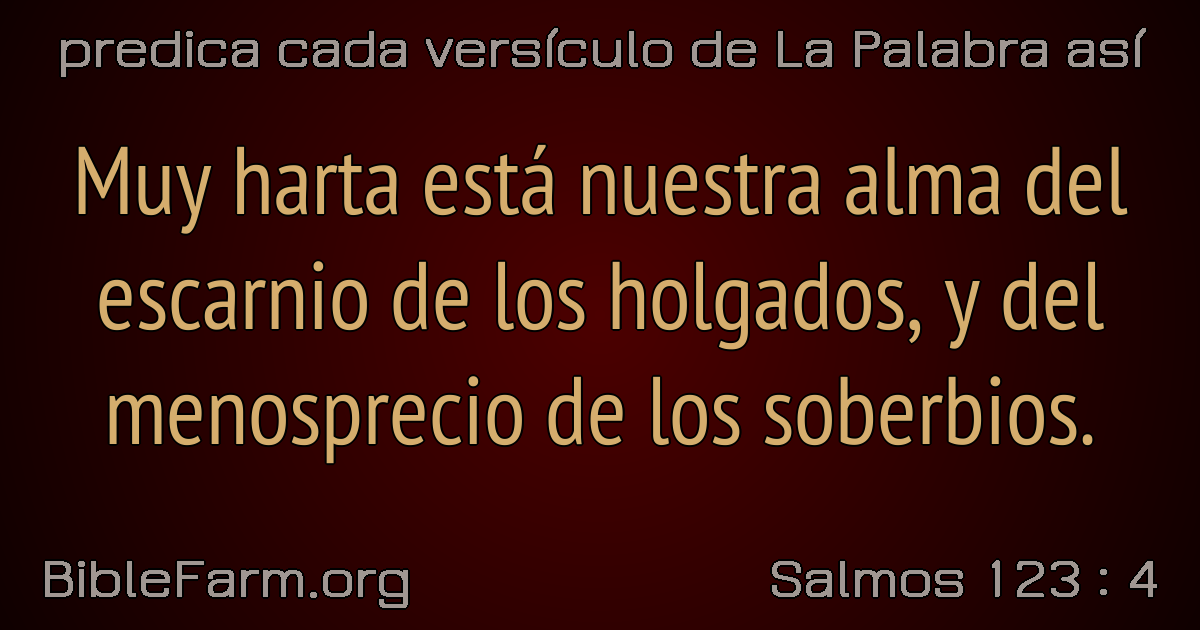 predica cada versículo de La Palabra así
Muy harta está nuestra alma del
escarnio de los holgados, y del
menosprecio de los soberbios.
BibleFarm.org
Salmos 123 : 4